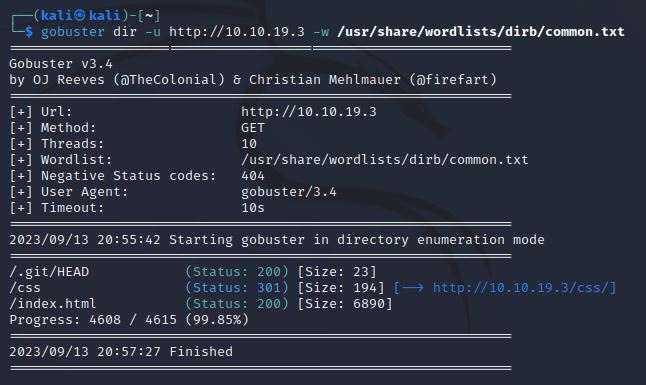 ┌──(kali㉿kali)-[~]
└─$ gobuster dir -u http://10.10.19.3 -w /usr/share/wordlists/dirb/common.txt
===============================================================
Gobuster v3.4
by OJ Reeves (@TheColonial) & Christian Mehlmauer (@firefart)
===============================================================
[+] Url:                     http://10.10.19.3
[+] Method:                  GET
[+] Threads:                 10
[+] Wordlist:                /usr/share/wordlists/dirb/common.txt
[+] Negative Status codes:   404
[+] User Agent:              gobuster/3.4
[+] Timeout:                 10s
===============================================================
2023/09/13 20:55:42 Starting gobuster in directory enumeration mode
===============================================================
/.git/HEAD            (Status: 200) [Size: 23]
/css                  (Status: 301) [Size: 194] [--> http://10.10.19.3/css/]
/index.html           (Status: 200) [Size: 6890]
Progress: 4608 / 4615 (99.85%)
===============================================================
2023/09/13 20:57:27 Finished
===============================================================